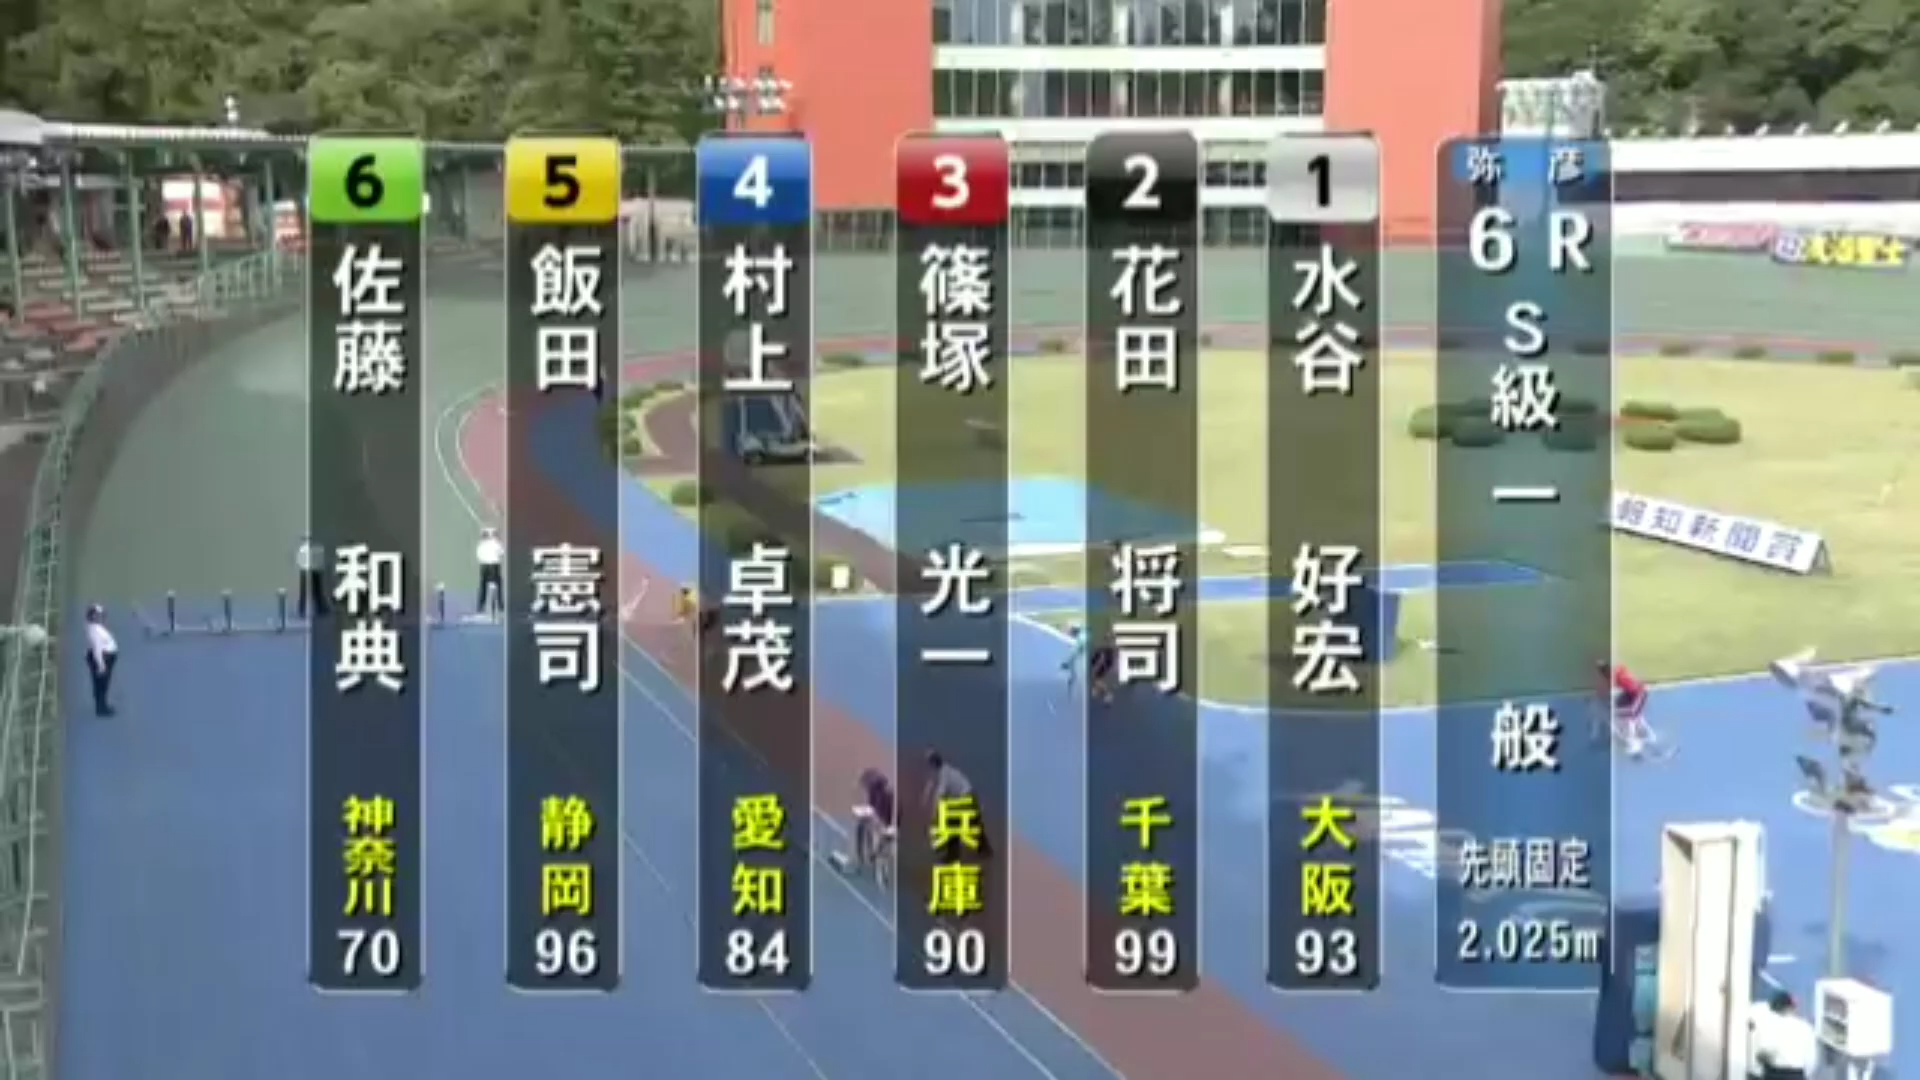 弥彦
6R
S級一般
先頭固定
2,025m
1
水谷 好宏
大阪
93
2
花田 将司
千葉
99
3
篠塚 光一
兵庫
90
4
村上 卓茂
愛知
84
5
飯田 憲司
静岡
96
6
佐藤 和典
神奈川
70
報知新聞賞